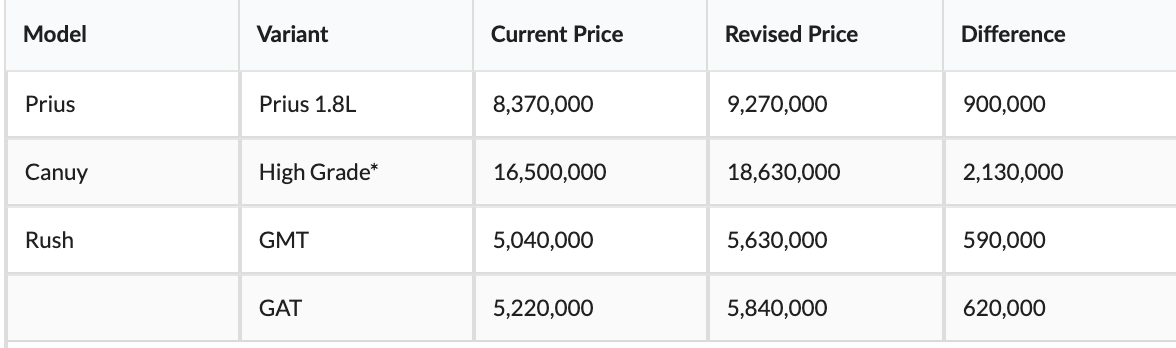 Model Variant Current Price Revised Price Difference
Prius Prius 1.8L 8,370,000 9,270,000 900,000
Canuy High Grade* 16,500,000 18,630,000 2,130,000
Rush GMT 5,040,000 5,630,000 590,000
GAT 5,220,000 5,840,000 620,000